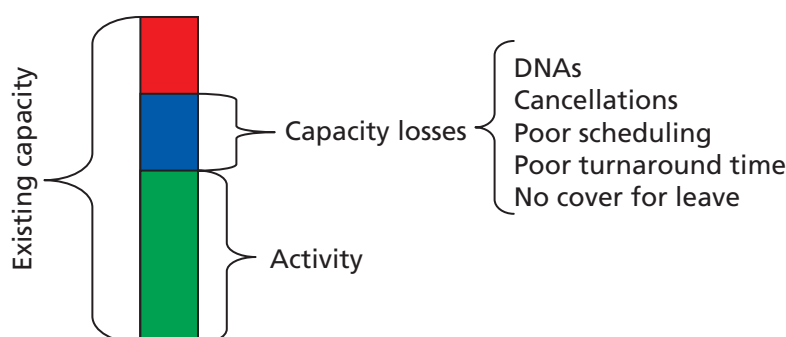 Existing capacity
Capacity losses
DNAs
Cancellations
Poor scheduling
Poor turnaround time
No cover for leave
Activity